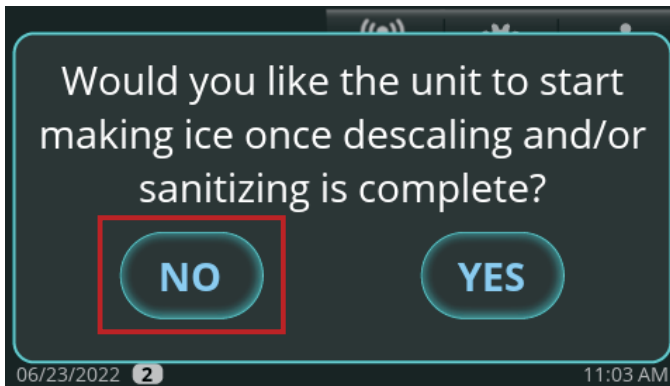 Would you like the unit to start
making ice once descaling and/or
sanitizing is complete?
NO YES
06/23/2022 2 11:03 AM